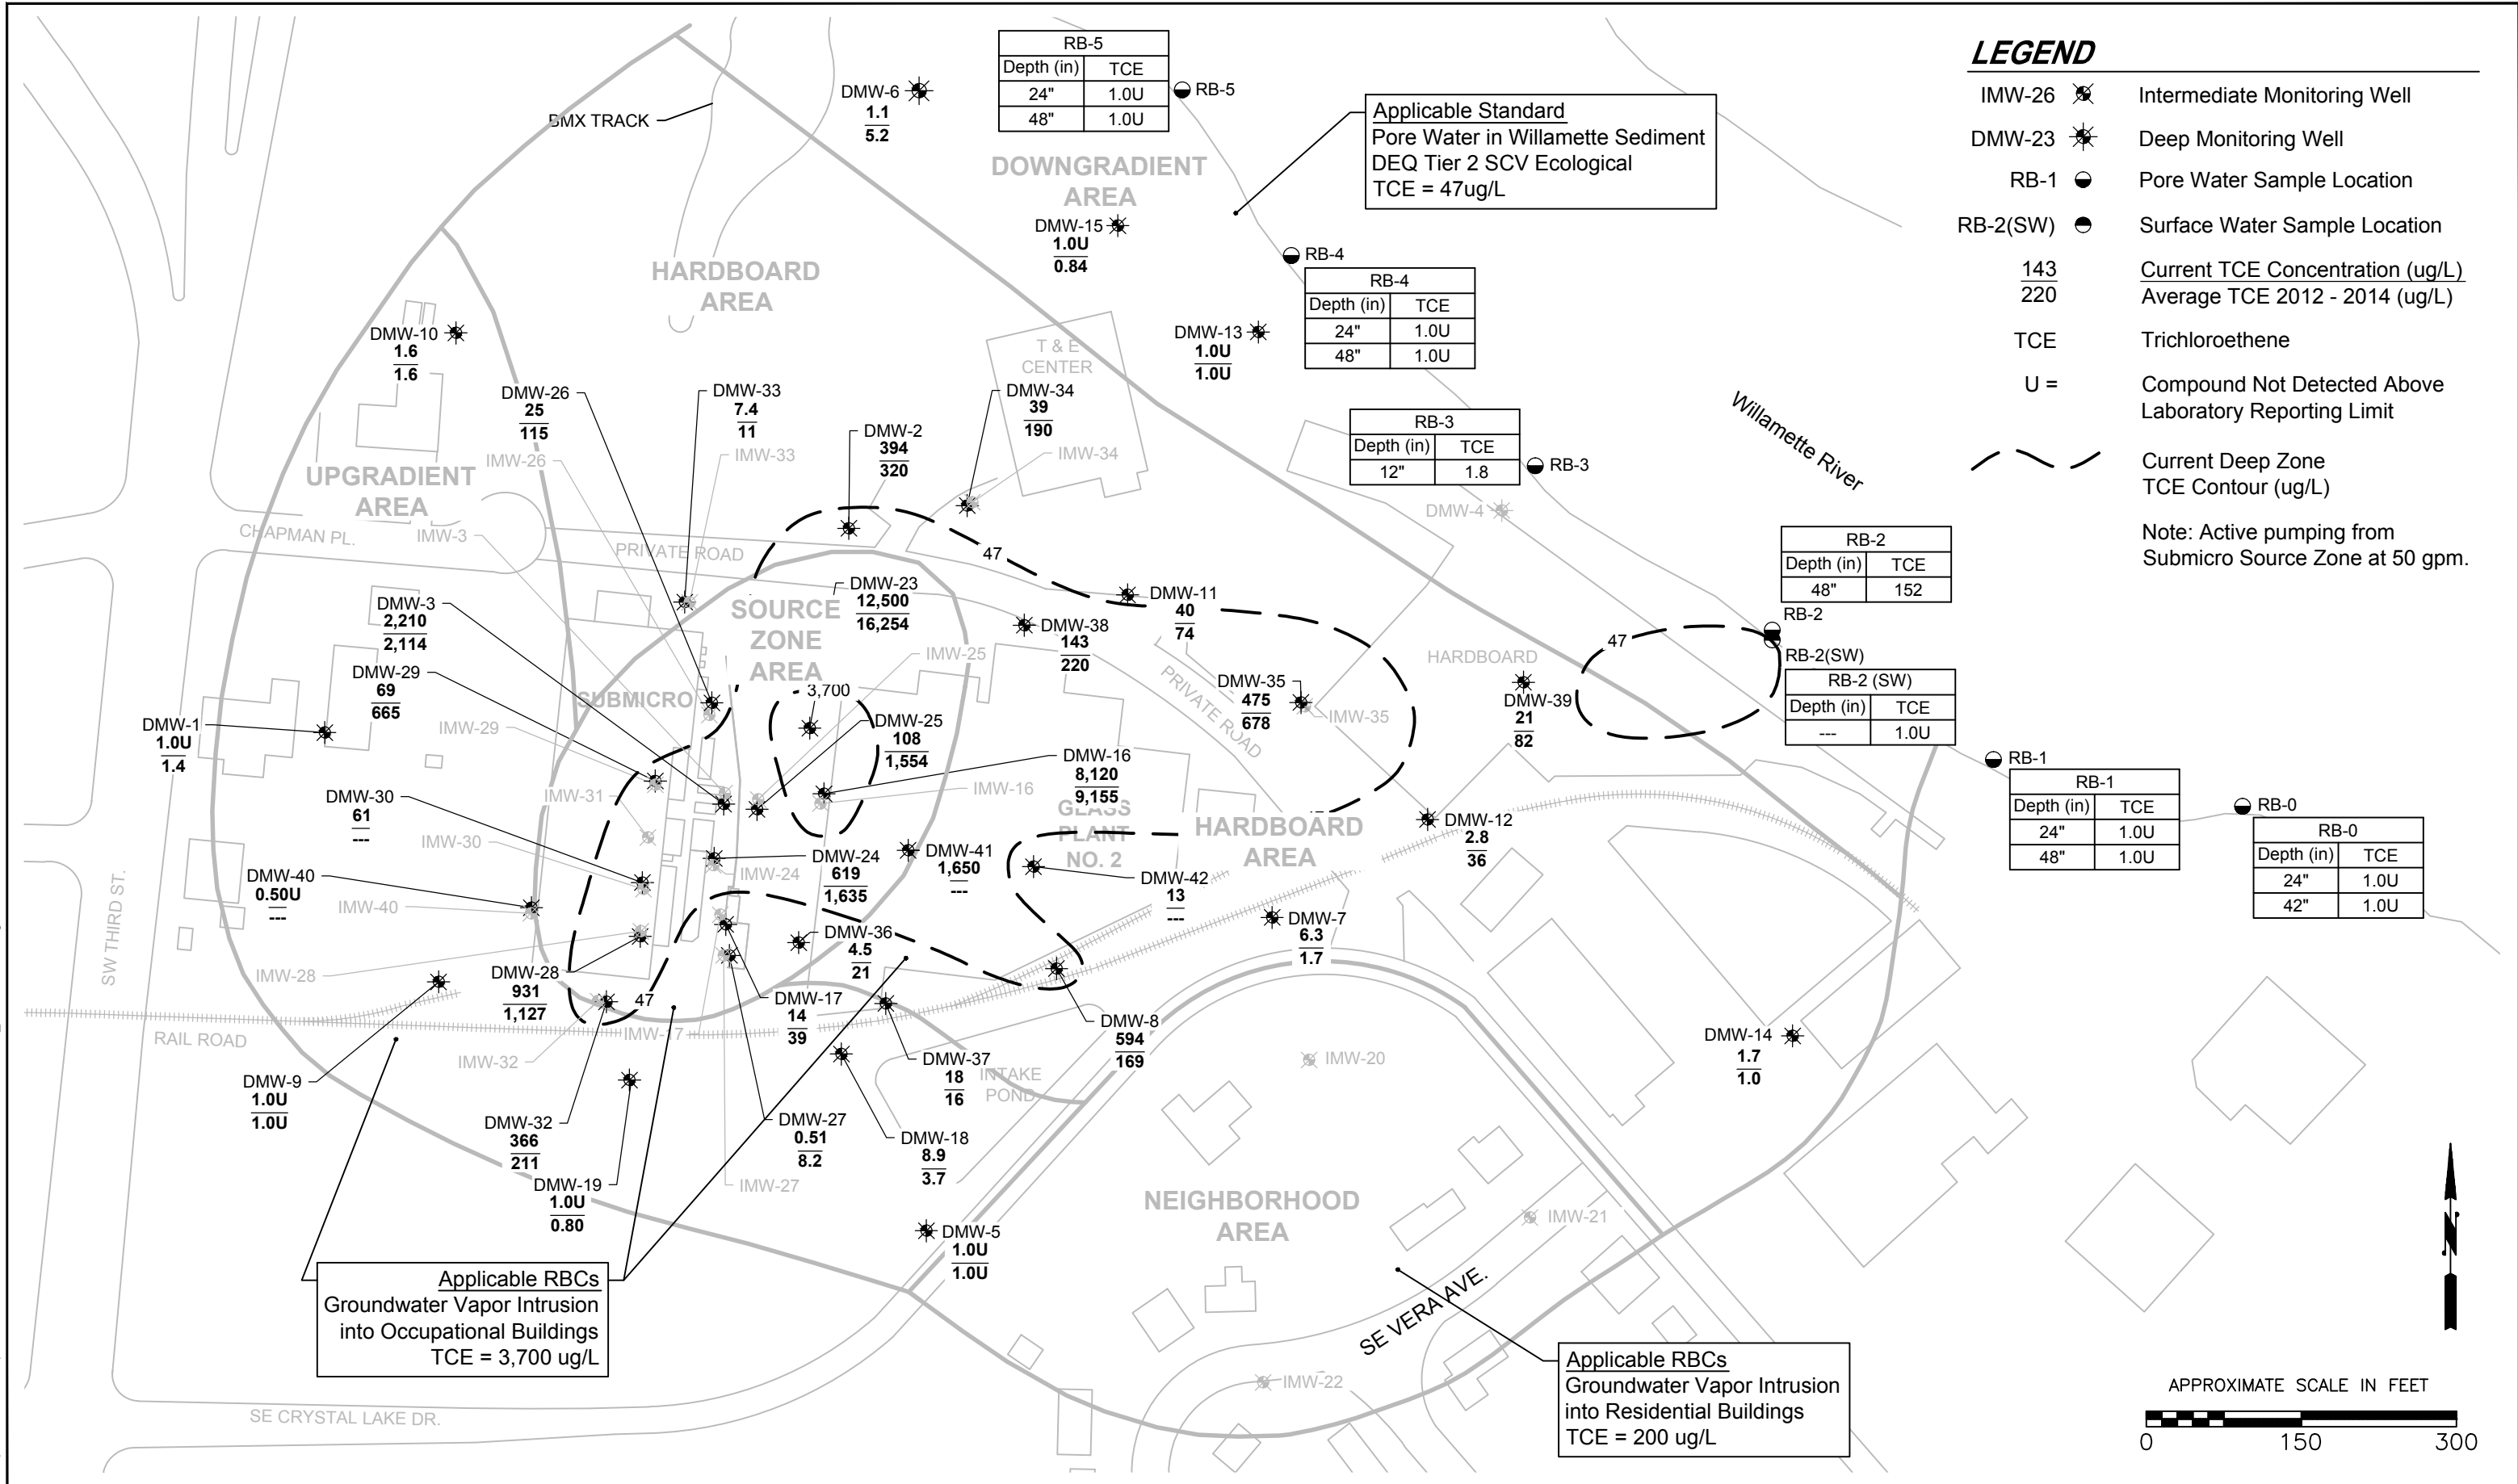 RB-5
Depth (in) TCE
24" 1.0U
48" 1.0U
RB-5
DMW-6
1.1
5.2
BMX TRACK
Applicable Standard
Pore Water in Willamette Sediment
DEQ Tier 2 SCV Ecological
TCE = 47ug/L
DOWNGRADIENT
AREA
DMW-15
1.0U
0.84
RB-4
RB-4
Depth (in) TCE
24" 1.0U
48" 1.0U
HARDBOARD
AREA
DMW-10
1.6
1.6
DMW-13
1.0U
1.0U
T & E
CENTER
DMW-26
25
115
DMW-33
7.4
11
DMW-34
39
190
DMW-2
394
320
IMW-26
IMW-33
IMW-34
RB-3
Depth (in) TCE
12" 1.8
RB-3
Willamette River
UPGRADIENT
AREA
DMW-4
CHAPMAN PL.
IMW-3
PRIVATE ROAD
47
RB-2
Depth (in) TCE
48" 152
RB-2
RB-2(SW)
RB-2 (SW)
Depth (in) TCE
--- 1.0U
DMW-3
2,210
2,114
SOURCE
ZONE
AREA
DMW-23
12,500
16,254
DMW-11
40
74
DMW-38
143
220
IMW-25
47
HARDBOARD
PRIVATE ROAD
DMW-29
69
665
SUBMICRO
3,700
DMW-35
475
678
IMW-35
DMW-39
21
82
DMW-1
1.0U
1.4
IMW-29
DMW-25
108
1,554
DMW-16
8,120
9,155
IMW-16
RB-1
RB-1
Depth (in) TCE
24" 1.0U
48" 1.0U
RB-0
RB-0
Depth (in) TCE
24" 1.0U
42" 1.0U
DMW-30
61
---
IMW-31
IMW-30
GLASS
PLANT
NO. 2
HARDBOARD
AREA
DMW-12
2.8
36
DMW-40
0.50U
---
IMW-40
DMW-24
619
1,635
IMW-24
DMW-41
1,650
---
DMW-42
13
---
DMW-7
6.3
1.7
SW THIRD ST.
IMW-28
DMW-28
931
1,127
47
DMW-36
4.5
21
DMW-17
14
39
IMW-17
RAIL ROAD
IMW-32
DMW-8
594
169
DMW-37
18
16
INTAKE
POND
IMW-20
DMW-14
1.7
1.0
DMW-9
1.0U
1.0U
DMW-32
366
211
DMW-27
0.51
8.2
DMW-18
8.9
3.7
DMW-19
1.0U
0.80
IMW-27
NEIGHBORHOOD
AREA
IMW-21
DMW-5
1.0U
1.0U
SE VERA AVE.
Applicable RBCs
Groundwater Vapor Intrusion
into Occupational Buildings
TCE = 3,700 ug/L
Applicable RBCs
Groundwater Vapor Intrusion
into Residential Buildings
TCE = 200 ug/L
IMW-22
SE CRYSTAL LAKE DR.
LEGEND
IMW-26 Intermediate Monitoring Well
DMW-23 Deep Monitoring Well
RB-1 Pore Water Sample Location
RB-2(SW) Surface Water Sample Location
143 Current TCE Concentration (ug/L)
220 Average TCE 2012 - 2014 (ug/L)
TCE Trichloroethene
U = Compound Not Detected Above
Laboratory Reporting Limit
Current Deep Zone
TCE Contour (ug/L)
Note: Active pumping from
Submicro Source Zone at 50 gpm.
N
APPROXIMATE SCALE IN FEET
0 150 300